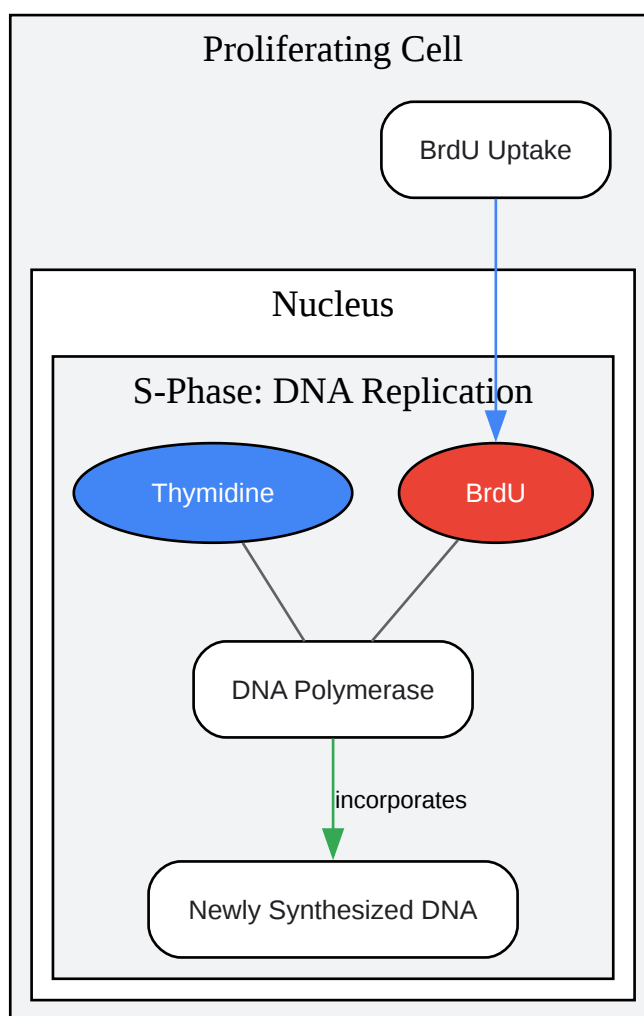 Proliferating Cell
BrdU Uptake
Nucleus
S-Phase: DNA Replication
Thymidine
BrdU
DNA Polymerase
incorporates
Newly Synthesized DNA